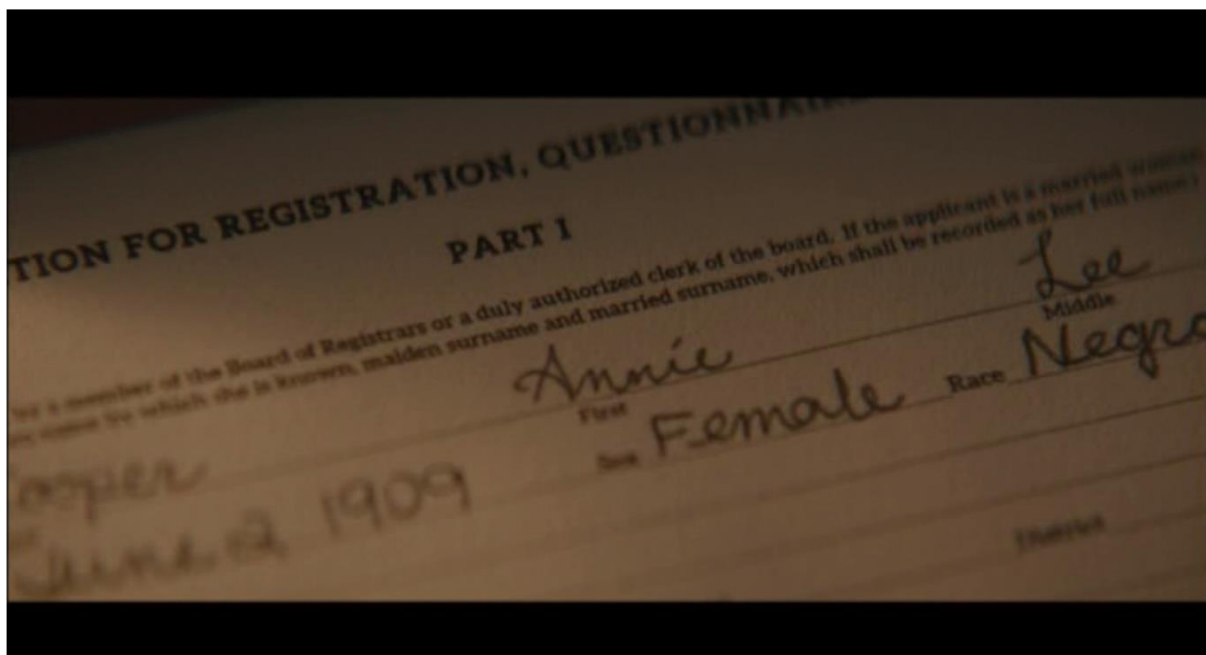 TION FOR REGISTRATION, QUESTIONNAIRE
PART I
by a member of the Board of Registrars or a duly authorized clerk of the board. If the applicant is a married woman,
name by which she is known, maiden surname and married surname, which shall be recorded as her full name)
ooper Annie Lee
First Middle
June 2 1909 Sex Female Race Negro
District